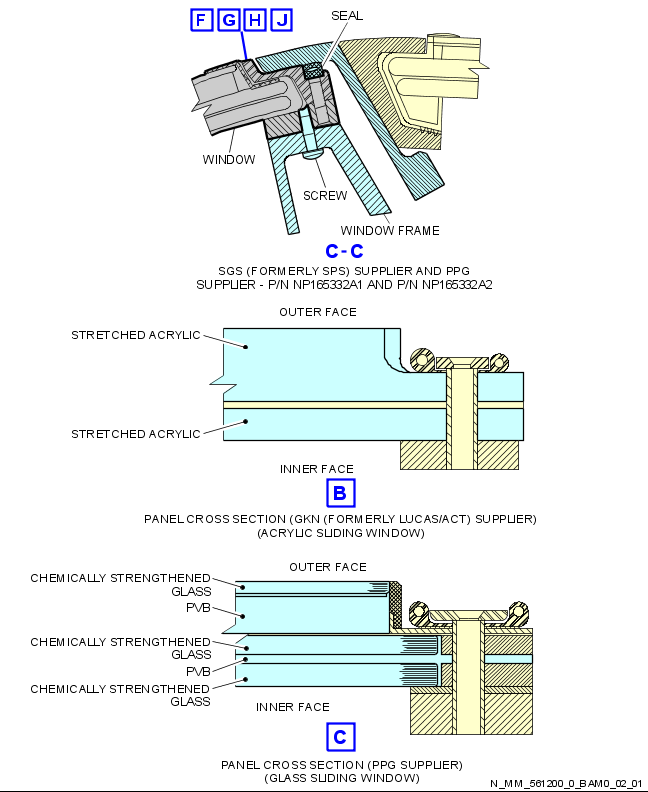 F G H J
SEAL
WINDOW
SCREW
WINDOW FRAME
C-C
SGS (FORMERLY SPS) SUPPLIER AND PPG
SUPPLIER - P/N NP165332A1 AND P/N NP165332A2
OUTER FACE
STRETCHED ACRYLIC
STRETCHED ACRYLIC
INNER FACE
B
PANEL CROSS SECTION (GKN (FORMERLY LUCAS/ACT) SUPPLIER)
(ACRYLIC SLIDING WINDOW)
OUTER FACE
CHEMICALLY STRENGTHENED
GLASS
PVB
CHEMICALLY STRENGTHENED
GLASS
PVB
CHEMICALLY STRENGTHENED
GLASS
INNER FACE
C
PANEL CROSS SECTION (PPG SUPPLIER)
(GLASS SLIDING WINDOW)
N_MM_561200_0_BAM0_02_01